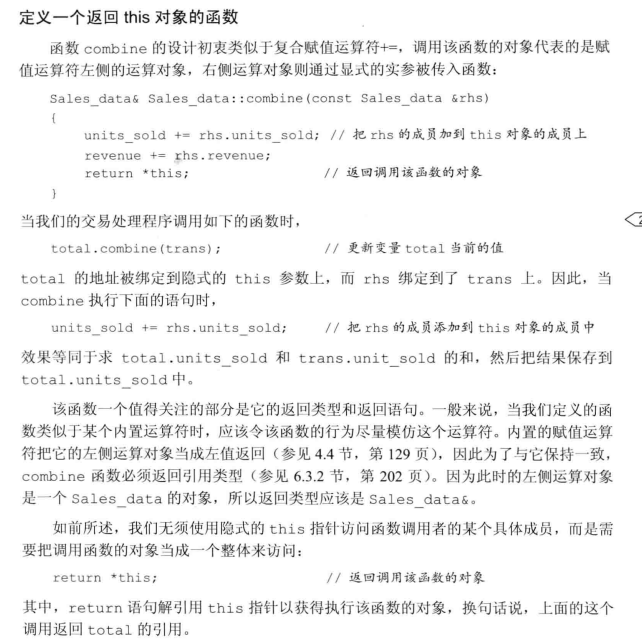 定义一个返回 this 对象的函数
函数 combine 的设计初衷类似于复合赋值运算符+=，调用该函数的对象代表的是赋
值运算符左侧的运算对象，右侧运算对象则通过显式的实参被传入函数：
Sales_data& Sales_data::combine(const Sales_data &rhs)
{
units_sold += rhs.units_sold; // 把 rhs 的成员加到 this 对象的成员上
revenue += rhs.revenue;
return *this; // 返回调用该函数的对象
}
当我们的交易处理程序调用如下的函数时，
total.combine(trans); // 更新变量 total 当前的值
total 的地址被绑定到隐式的 this 参数上，而 rhs 绑定到了 trans 上。因此，当
combine 执行下面的语句时，
units_sold += rhs.units_sold; // 把 rhs 的成员添加到 this 对象的成员中
效果等同于求 total.units_sold 和 trans.unit_sold 的和，然后把结果保存到
total.units_sold 中。
该函数一个值得关注的部分是它的返回类型和返回语句。一般来说，当我们定义的函
数类似于某个内置运算符时，应该令该函数的行为尽量模仿这个运算符。内置的赋值运算
符把它的左侧运算对象当成左值返回（参见 4.4 节，第 129 页），因此为了与它保持一致，
combine 函数必须返回引用类型（参见 6.3.2 节，第 202 页）。因为此时的左侧运算对象
是一个 Sales_data 的对象，所以返回类型应该是 Sales_data&。
如前所述，我们无须使用隐式的 this 指针访问函数调用者的某个具体成员，而是需
要把调用函数的对象当成一个整体来访问：
return *this; // 返回调用该函数的对象
其中，return 语句解引用 this 指针以获得执行该函数的对象，换句话说，上面的这个
调用返回 total 的引用。